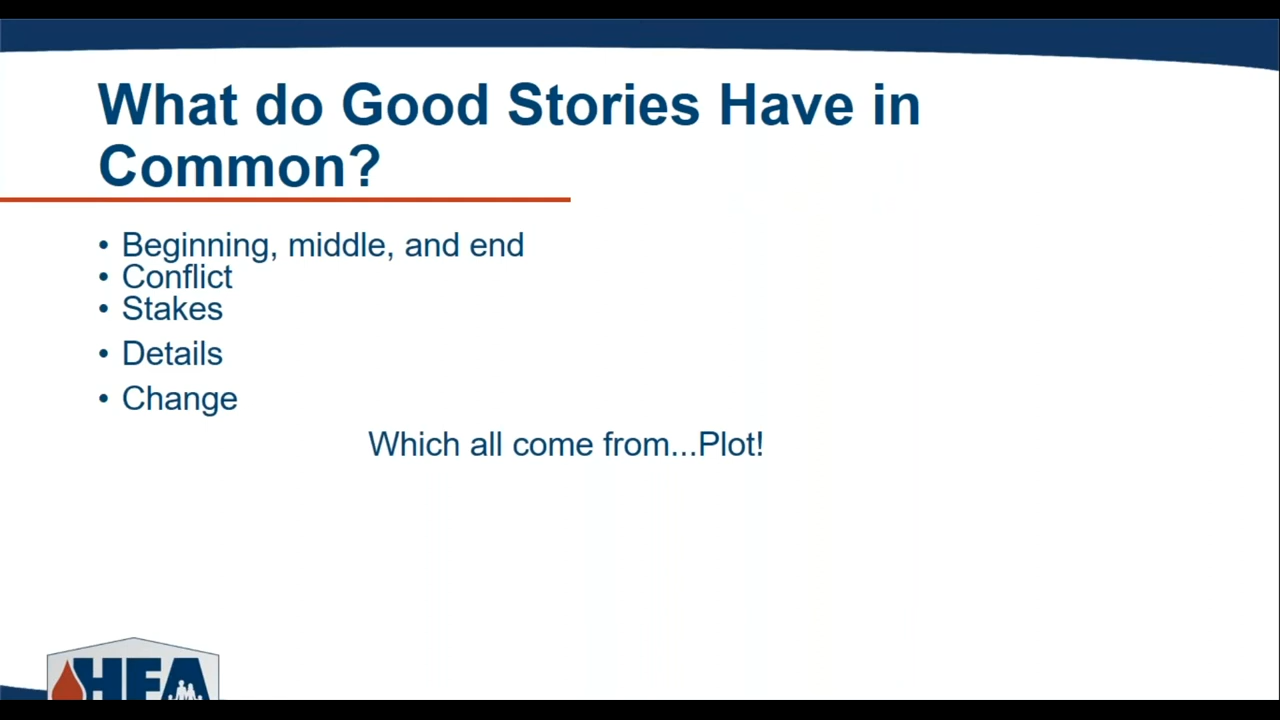 What do Good Stories Have in
Common?
• Beginning, middle, and end
• Conflict
• Stakes
• Details
• Change
Which all come from...Plot!
HFA